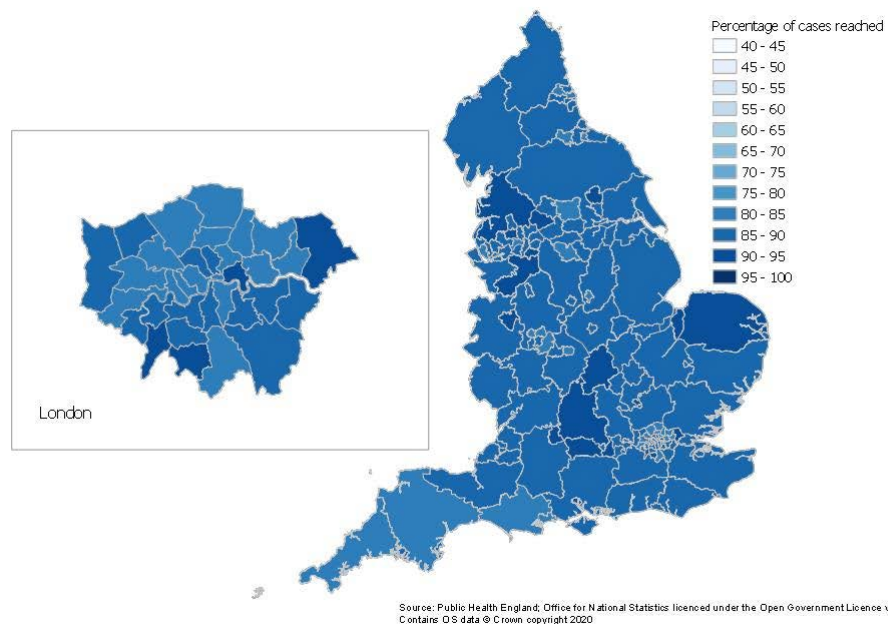 Percentage of cases reached
40 - 45
45 - 50
50 - 55
55 - 60
60 - 65
65 - 70
70 - 75
75 - 80
80 - 85
85 - 90
90 - 95
95 - 100
London
Source: Public Health England; Office for National Statistics licenced under the Open Government Licence
Contains OS data © Crown copyright 2020